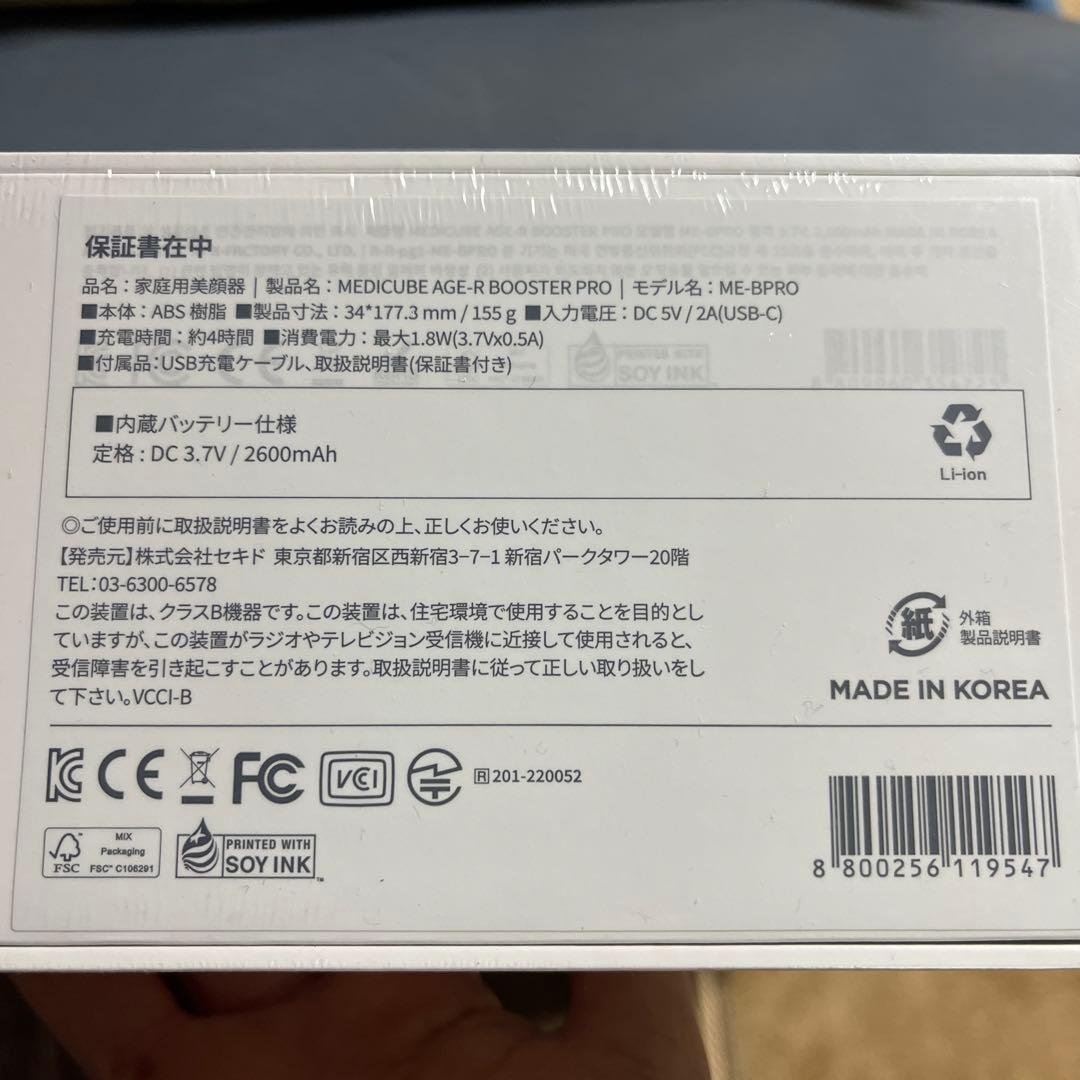 保証書在中
品名：家庭用美顔器 | 製品名：MEDICUBE AGE-R BOOSTER PRO | モデル名：ME-BPRO
■本体：ABS 樹脂 ■製品寸法：34*177.3 mm / 155 g ■入力電圧：DC 5V / 2A(USB-C)
■充電時間：約4時間 ■消費電力：最大1.8W(3.7Vx0.5A)
■付属品：USB充電ケーブル、取扱説明書(保証書付き)
PRINTED WITH
SOY INK
■内蔵バッテリー仕様
定格：DC 3.7V / 2600mAh
Li-ion
◎ご使用前に取扱説明書をよくお読みの上、正しくお使いください。
【発売元】株式会社セキド 東京都新宿区西新宿3-7-1 新宿パークタワー20階
TEL：03-6300-6578
この装置は、クラスB機器です。この装置は、住宅環境で使用することを目的とし
ていますが、この装置がラジオやテレビジョン受信機に近接して使用されると、
受信障害を引き起こすことがあります。取扱説明書に従って正しい取り扱いをし
て下さい。VCCI-B
紙
外箱
製品説明書
MADE IN KOREA
KC CE FC VCI R 201-220052
FSC
MIX
Packaging
FSC™ C106291
PRINTED WITH
SOY INK™
8 800256 119547